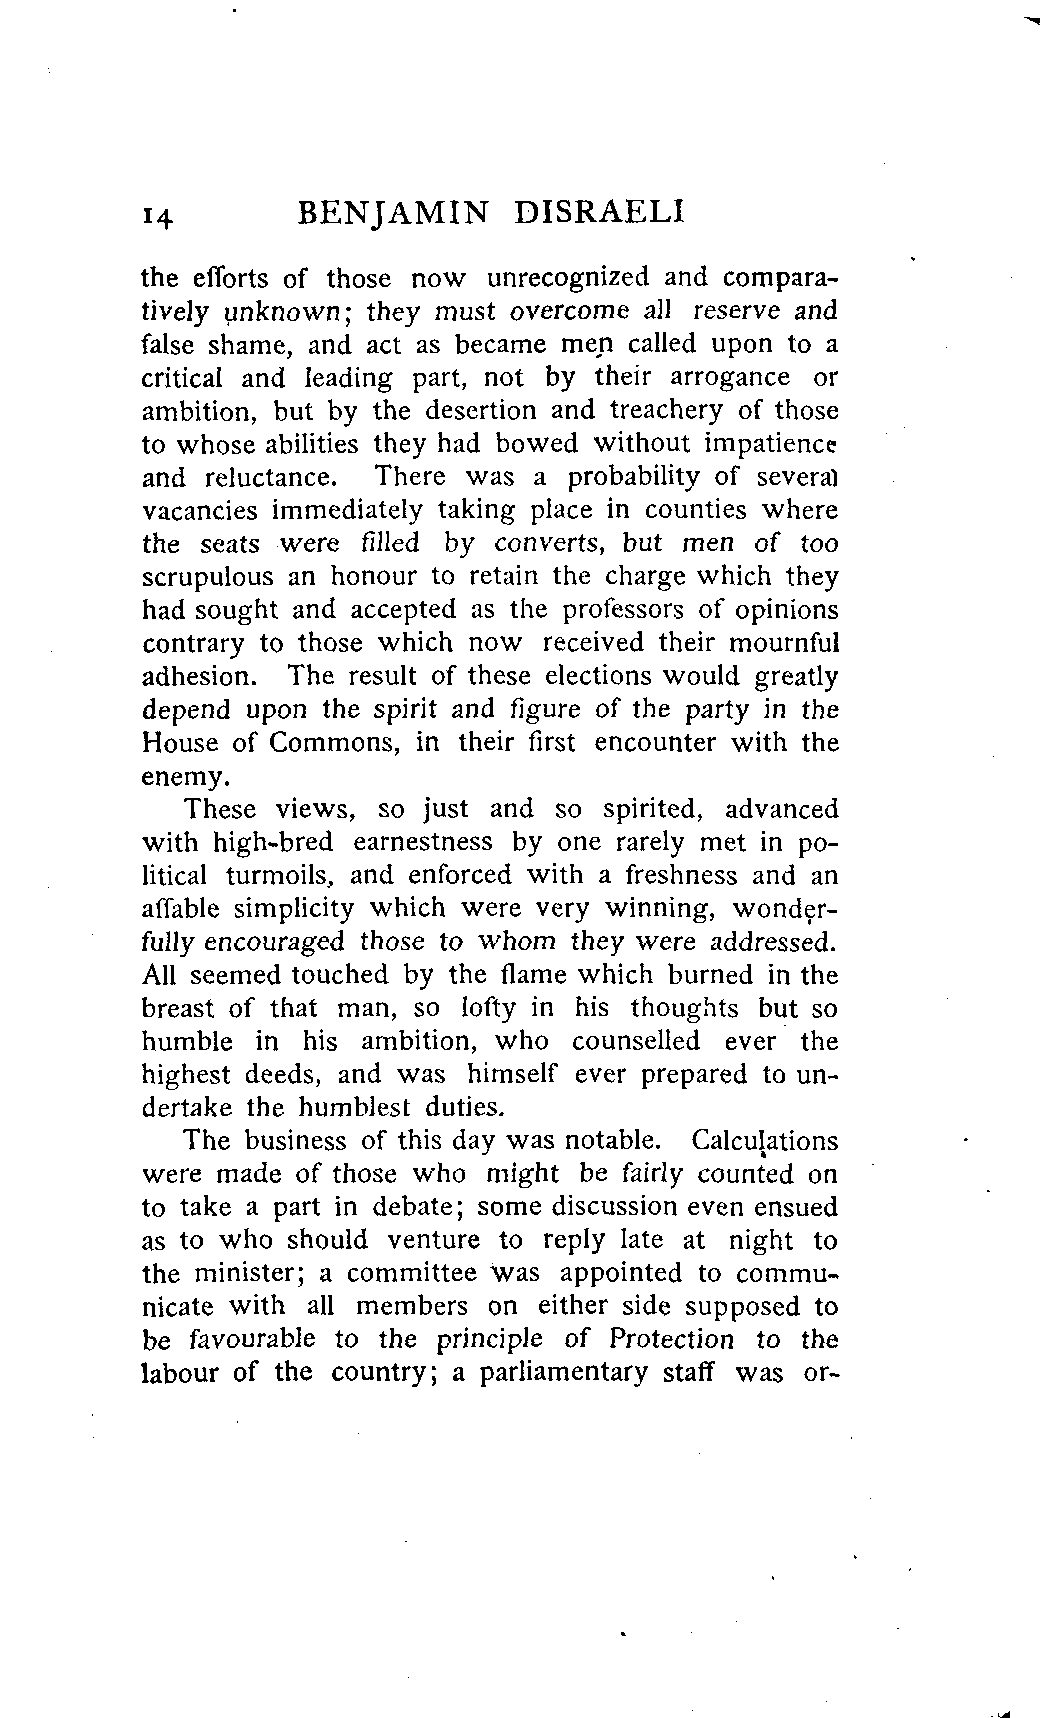 14 BENJAMIN DISRAELI
the efforts of those now unrecognized and compara-
tively unknown; they must overcome all reserve and
false shame, and act as became men called upon to a
critical and leading part, not by their arrogance or
ambition, but by the desertion and treachery of those
to whose abilities they had bowed without impatience
and reluctance. There was a probability of several
vacancies immediately taking place in counties where
the seats were filled by converts, but men of too
scrupulous an honour to retain the charge which they
had sought and accepted as the professors of opinions
contrary to those which now received their mournful
adhesion. The result of these elections would greatly
depend upon the spirit and figure of the party in the
House of Commons, in their first encounter with the
enemy.
These views, so just and so spirited, advanced
with high-bred earnestness by one rarely met in po-
litical turmoils, and enforced with a freshness and an
affable simplicity which were very winning, wonder-
fully encouraged those to whom they were addressed.
All seemed touched by the flame which burned in the
breast of that man, so lofty in his thoughts but so
humble in his ambition, who counselled ever the
highest deeds, and was himself ever prepared to un-
dertake the humblest duties.
The business of this day was notable. Calculations
were made of those who might be fairly counted on
to take a part in debate; some discussion even ensued
as to who should venture to reply late at night to
the minister; a committee was appointed to commu-
nicate with all members on either side supposed to
be favourable to the principle of Protection to the
labour of the country; a parliamentary staff was or-